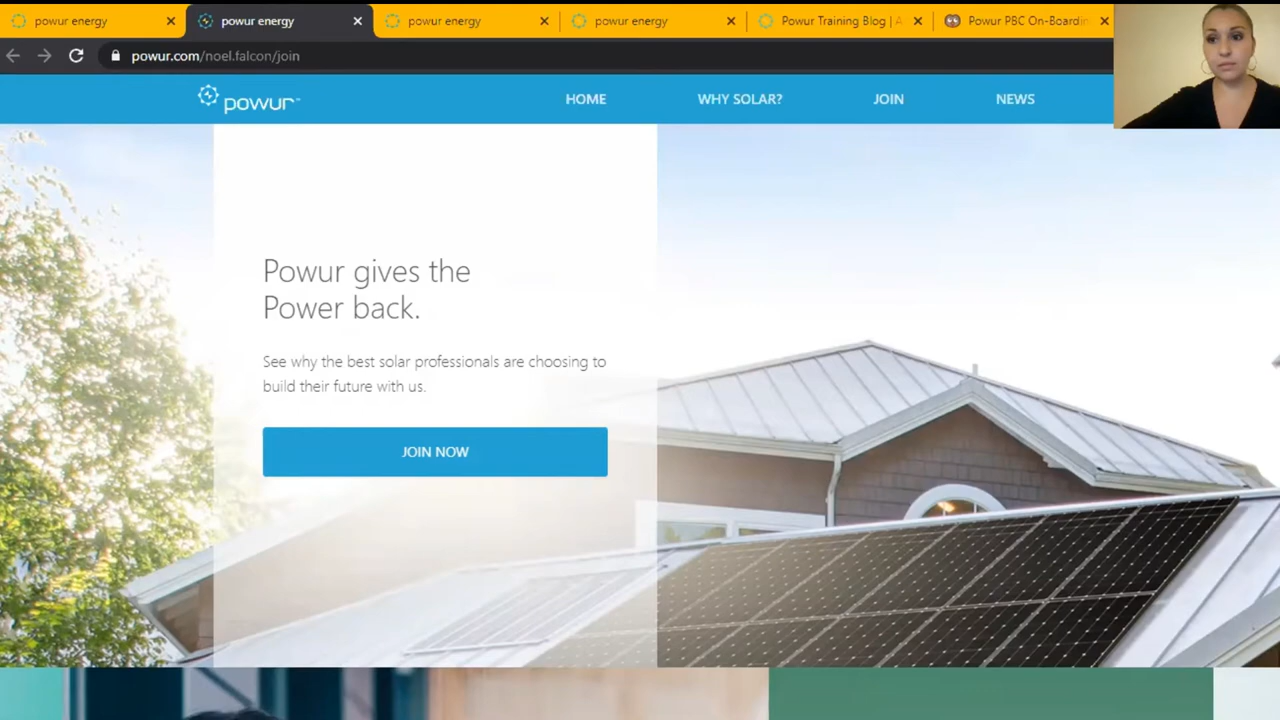 powur energy
powur energy
powur energy
powur energy
Powur Training Blog | A
Powur PBC On-Boardin
powur.com/noel.falcon/join
powur™
HOME
WHY SOLAR?
JOIN
NEWS
Powur gives the
Power back.
See why the best solar professionals are choosing to
build their future with us.
JOIN NOW